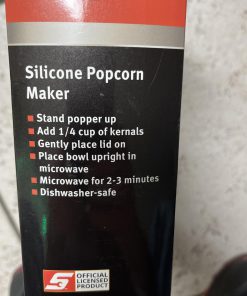 Silicone Popcorn
Maker
Stand popper up
Add 1/4 cup of kernals
Gently place lid on
Place bowl upright in
microwave
Microwave for 2-3 minutes
Dishwasher-safe
OFFICIAL
LICENSED
PRODUCT